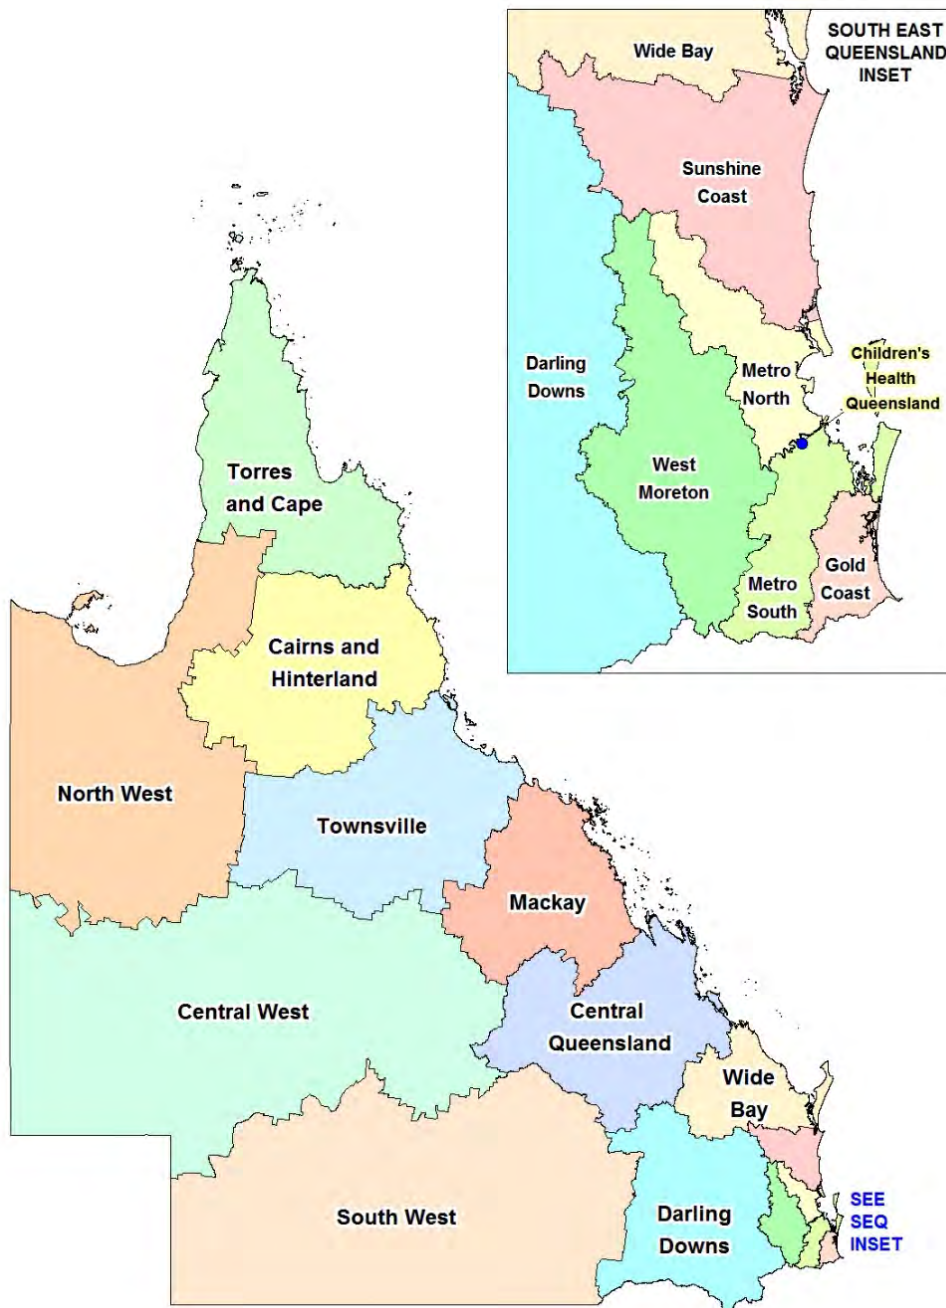 SOUTH EAST
QUEENSLAND
INSET
Wide Bay
Sunshine
Coast
Darling
Downs
Metro
North
Children's
Health
Queensland
West
Moreton
Metro
South
Gold
Coast
Torres
and Cape
Cairns and
Hinterland
North West
Townsville
Mackay
Central West
Central
Queensland
Wide
Bay
South West
Darling
Downs
SEE
SEQ
INSET